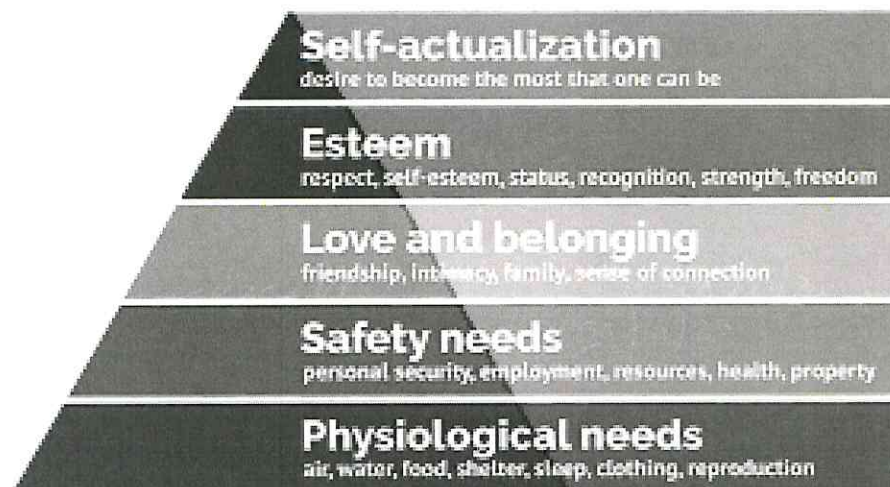 Self-actualization
desire to become the most that one can be
Esteem
respect, self-esteem, status, recognition, strength, freedom
Love and belonging
friendship, intimacy, family, sense of connection
Safety needs
personal security, employment, resources, health, property
Physiological needs
air, water, food, shelter, sleep, clothing, reproduction